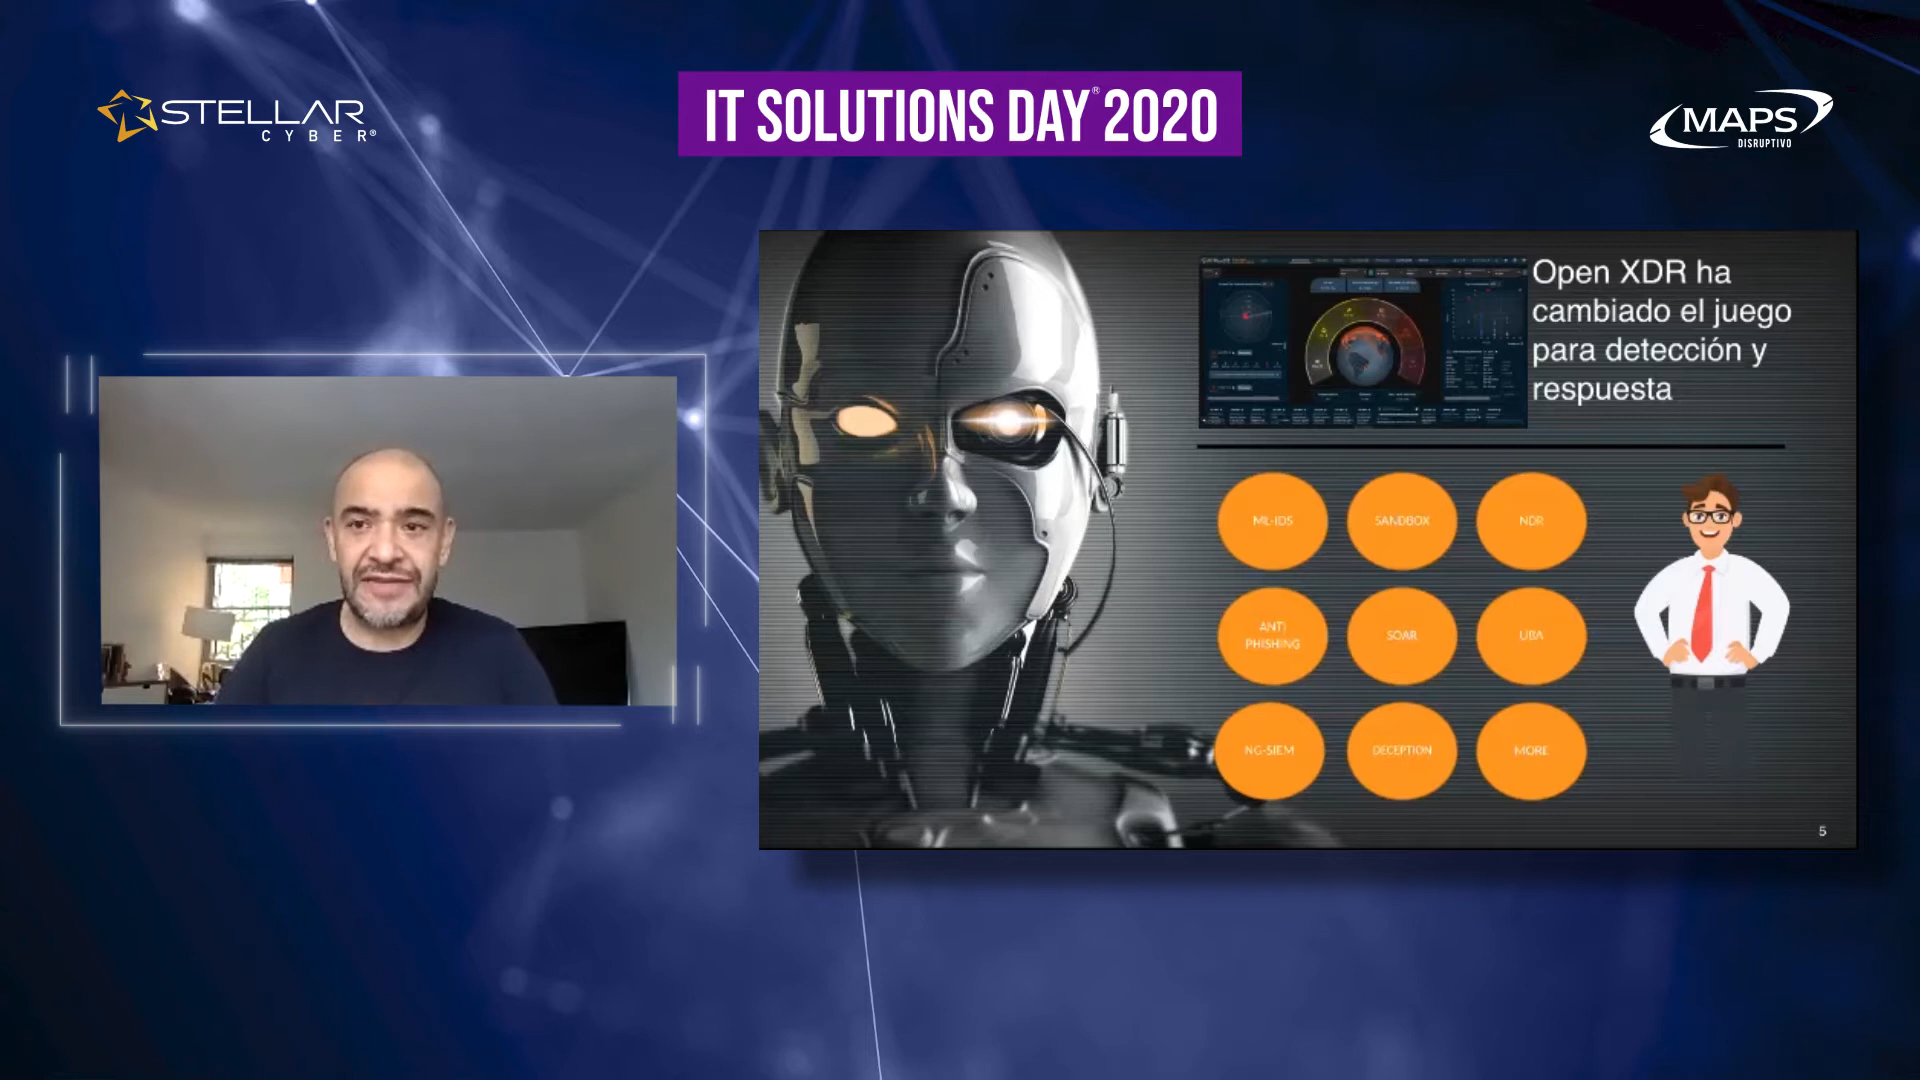 STELLAR
CYBER®
IT SOLUTIONS DAY® 2020
MAPS
DISRUPTIVO
Open XDR ha
cambiado el juego
para detección y
respuesta
ML-IDS
SANDBOX
NDR
ANTI
PHISHING
SOAR
UBA
NG-SIEM
DECEPTION
MORE
5